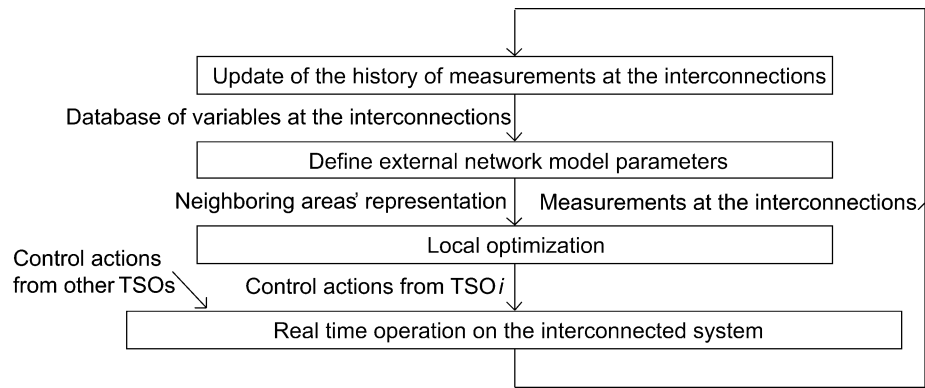 Update of the history of measurements at the interconnections
Database of variables at the interconnections
Define external network model parameters
Neighboring areas' representation
Measurements at the interconnections
Local optimization
Control actions
from other TSOs
Control actions from TSOi
Real time operation on the interconnected system